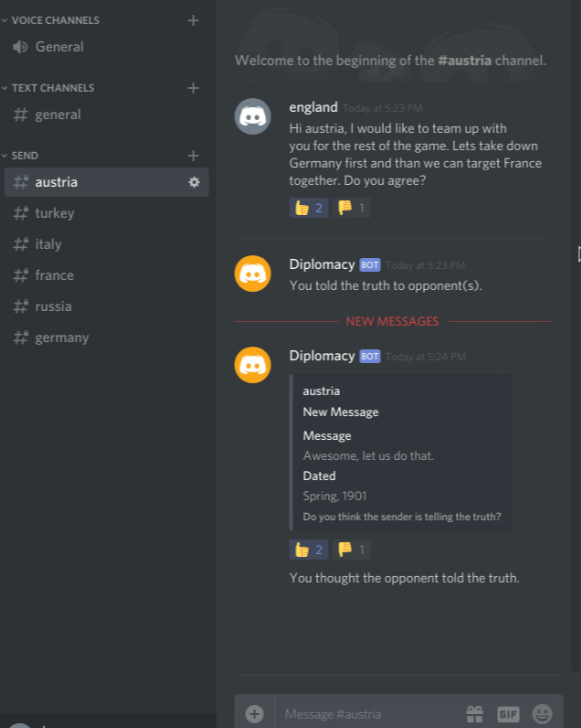 VOICE CHANNELS
General
TEXT CHANNELS
general
SEND
austria
turkey
italy
france
russia
germany
Welcome to the beginning of the #austria channel.
england Today at 5:23 PM
Hi austria, I would like to team up with
you for the rest of the game. Lets take down
Germany first and than we can target France
together. Do you agree?
2 1
Diplomacy BOT Today at 5:23 PM
You told the truth to opponent(s).
NEW MESSAGES
Diplomacy BOT Today at 5:24 PM
austria
New Message
Message
Awesome, let us do that.
Dated
Spring, 1901
Do you think the sender is telling the truth?
2 1
You thought the opponent told the truth.
Message #austria
GIF